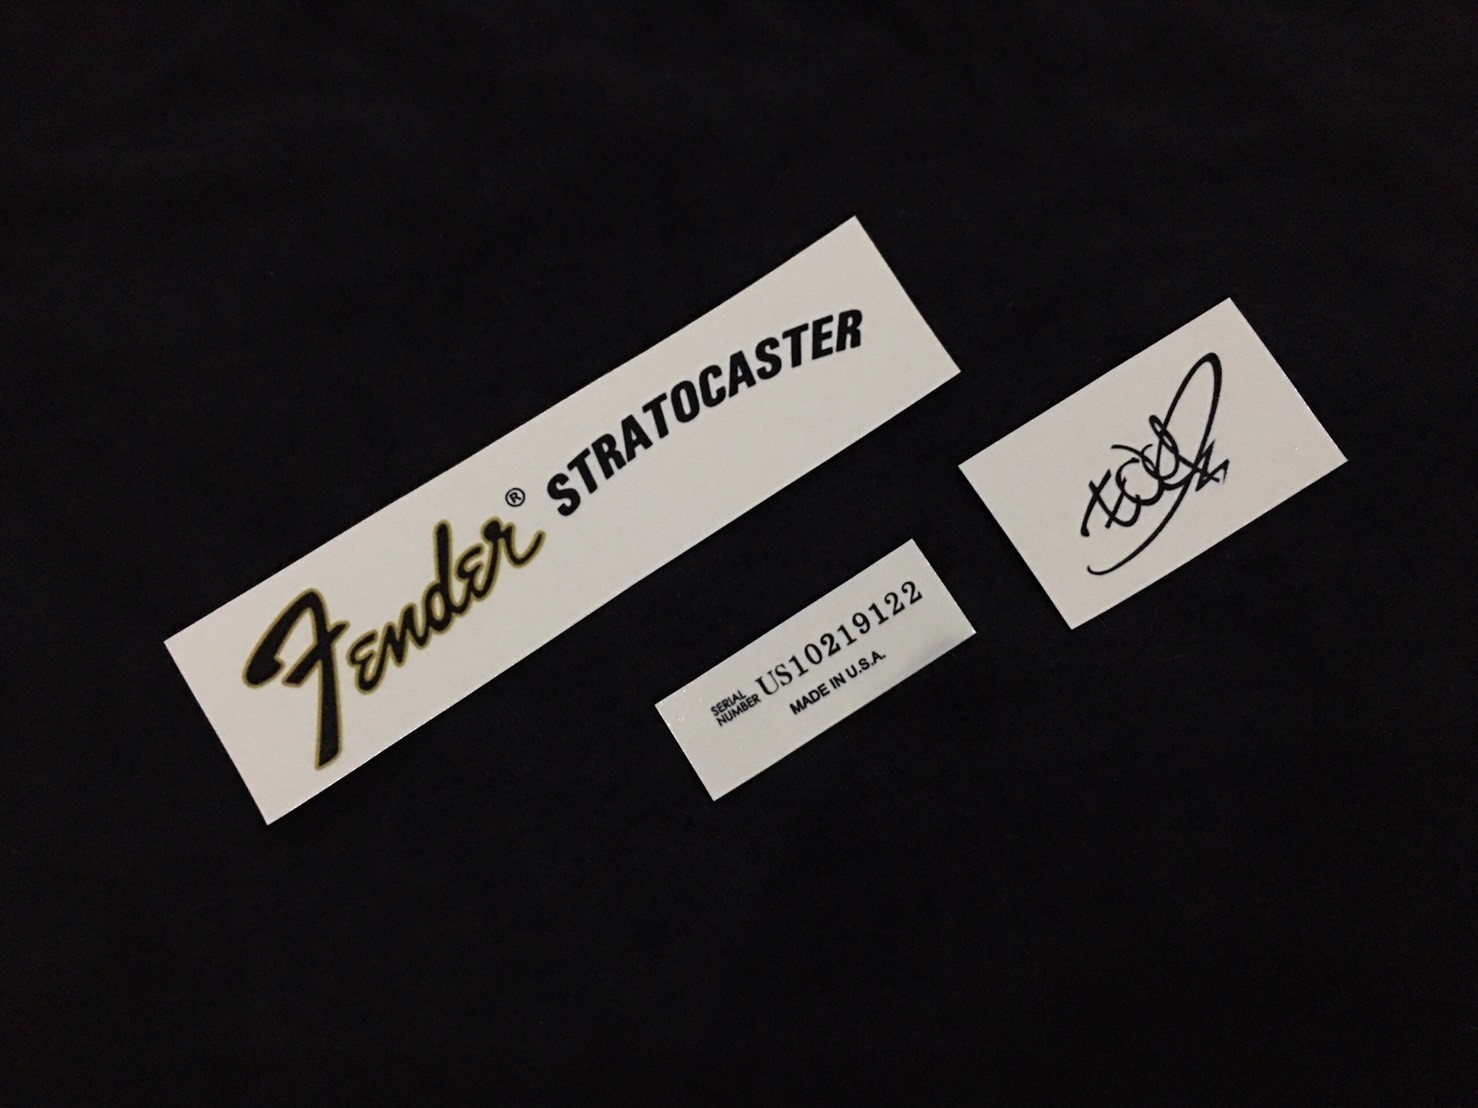 Fender® STRATOCASTER
SERIAL
NUMBER US10219122
MADE IN U.S.A.